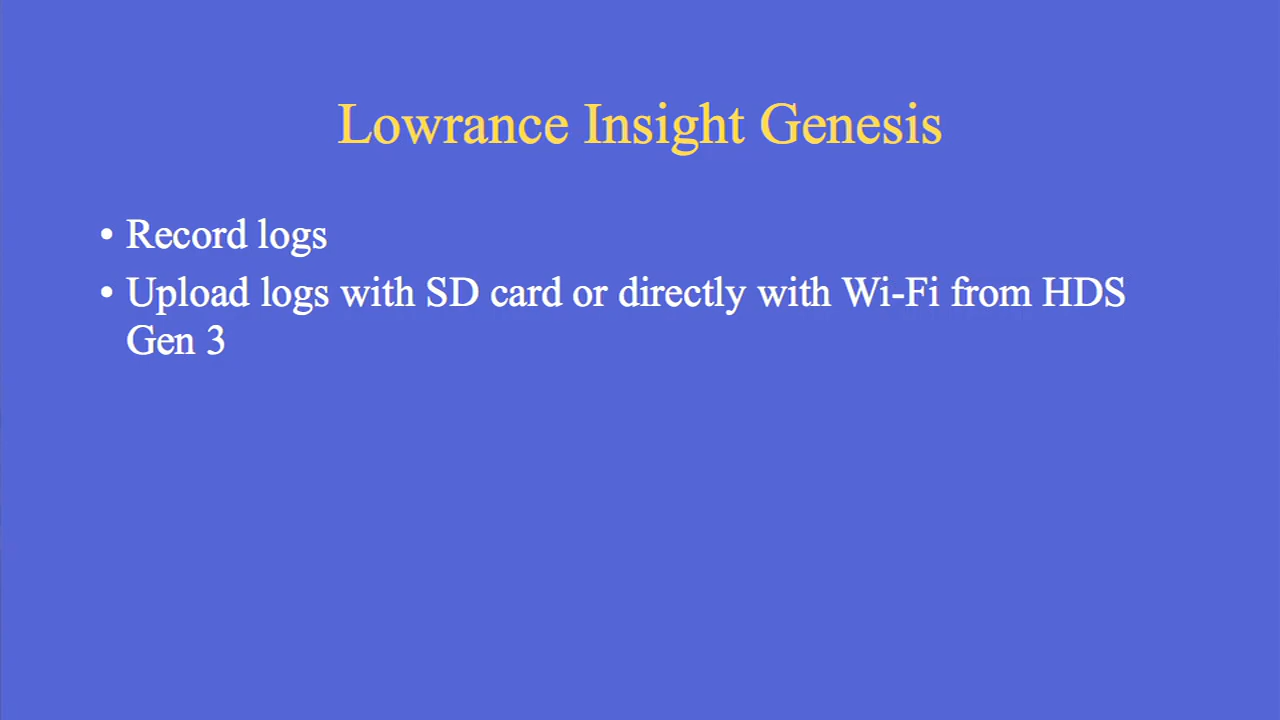 Lowrance Insight Genesis
• Record logs
• Upload logs with SD card or directly with Wi-Fi from HDS
Gen 3